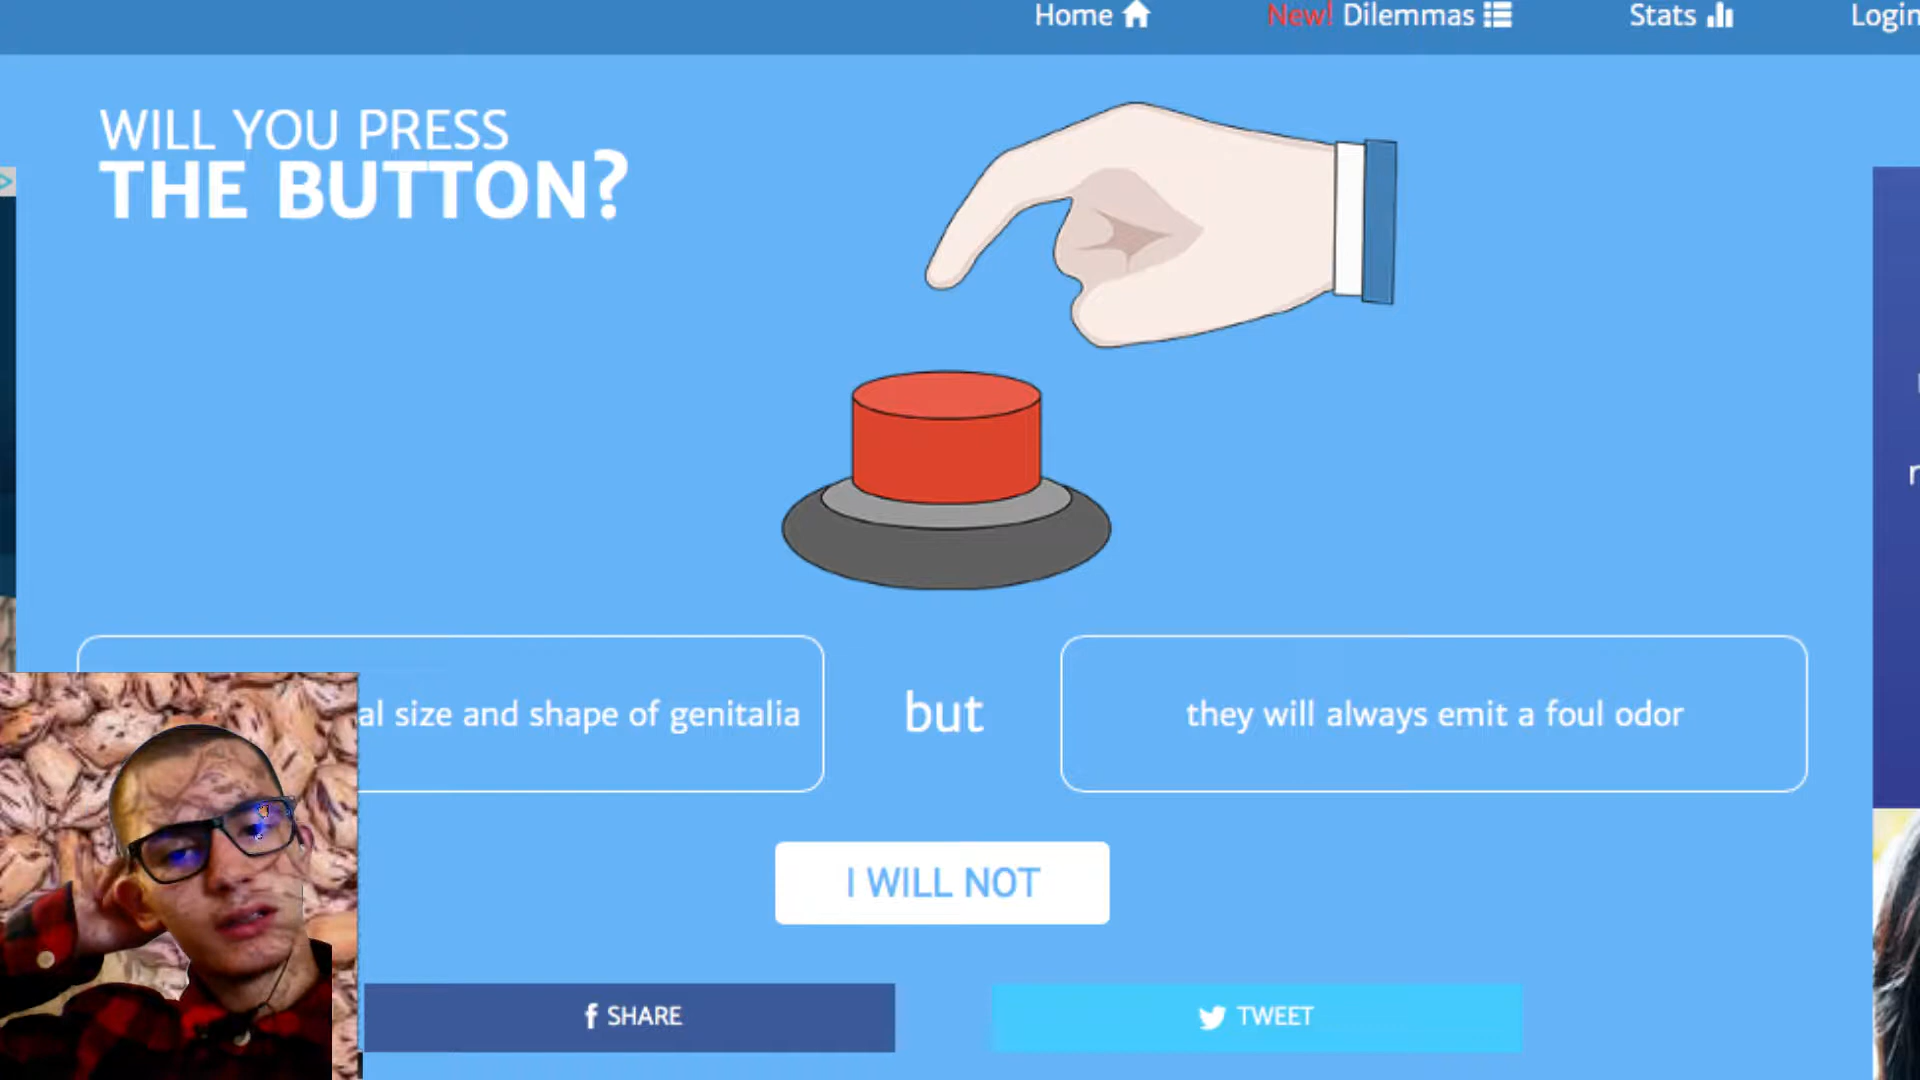 Home
New! Dilemmas
Stats
Login
WILL YOU PRESS
THE BUTTON?
al size and shape of genitalia
but
they will always emit a foul odor
I WILL NOT
f SHARE
TWEET